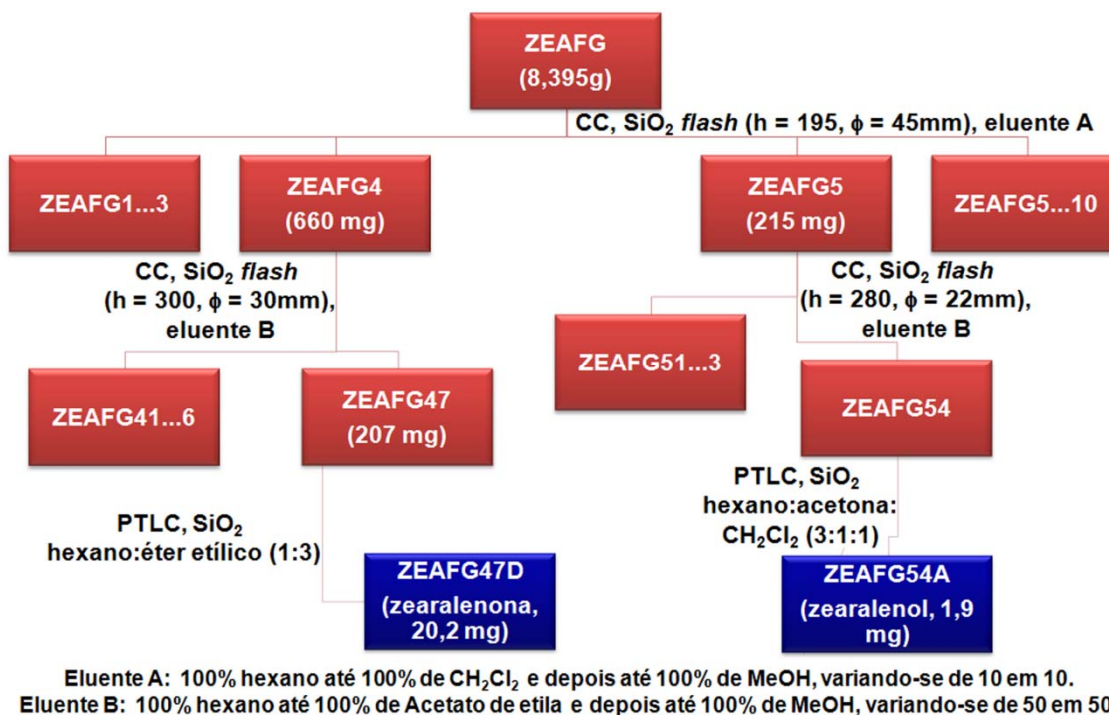 ZEAFG
(8,395g)
CC, SiO₂ flash (h = 195, ϕ = 45mm), eluente A
ZEAFG1...3
ZEAFG4
(660 mg)
ZEAFG5
(215 mg)
ZEAFG5...10
CC, SiO₂ flash
(h = 300, ϕ = 30mm),
eluente B
CC, SiO₂ flash
(h = 280, ϕ = 22mm),
eluente B
ZEAFG41...6
ZEAFG47
(207 mg)
ZEAFG51...3
ZEAFG54
PTLC, SiO₂
hexano:éter etílico (1:3)
PTLC, SiO₂
hexano:acetona:
CH₂Cl₂ (3:1:1)
ZEAFG47D
(zearalenona,
20,2 mg)
ZEAFG54A
(zearalenol, 1,9
mg)
Eluente A: 100% hexano até 100% de CH₂Cl₂ e depois até 100% de MeOH, variando-se de 10 em 10.
Eluente B: 100% hexano até 100% de Acetato de etila e depois até 100% de MeOH, variando-se de 50 em 50